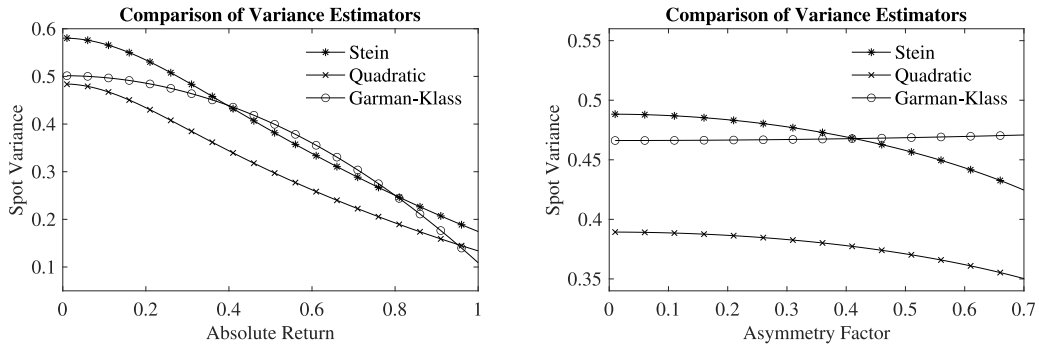 Comparison of Variance Estimators
0.6
0.5
0.4
0.3
0.2
0.1
Spot Variance
Stein
Quadratic
Garman-Klass
0 0.2 0.4 0.6 0.8 1
Absolute Return
Comparison of Variance Estimators
0.55
0.5
0.45
0.4
0.35
Spot Variance
Stein
Quadratic
Garman-Klass
0 0.1 0.2 0.3 0.4 0.5 0.6 0.7
Asymmetry Factor